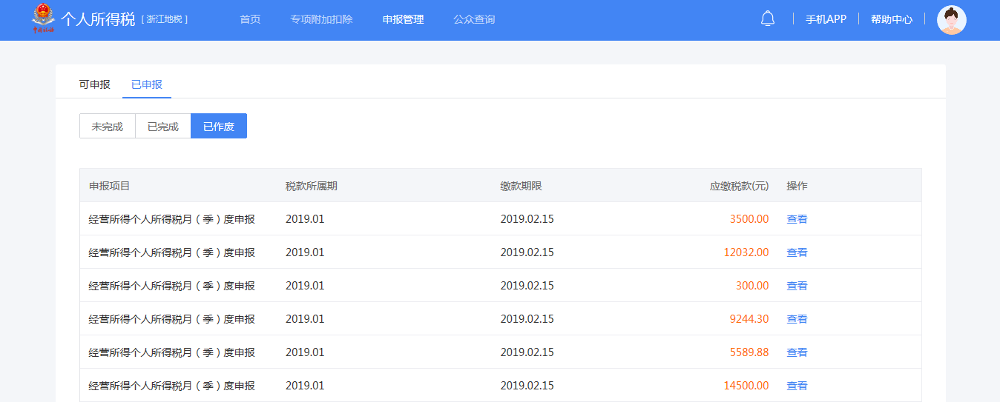 个人所得税 [ 浙江地税 ] 首页 专项附加扣除 申报管理 公众查询 手机APP 帮助中心
可申报 已申报
未完成 已完成 已作废
申报项目 税款所属期 缴款期限 应缴税款(元) 操作
经营所得个人所得税月（季）度申报 2019.01 2019.02.15 3500.00 查看
经营所得个人所得税月（季）度申报 2019.01 2019.02.15 12032.00 查看
经营所得个人所得税月（季）度申报 2019.01 2019.02.15 300.00 查看
经营所得个人所得税月（季）度申报 2019.01 2019.02.15 9244.30 查看
经营所得个人所得税月（季）度申报 2019.01 2019.02.15 5589.88 查看
经营所得个人所得税月（季）度申报 2019.01 2019.02.15 14500.00 查看